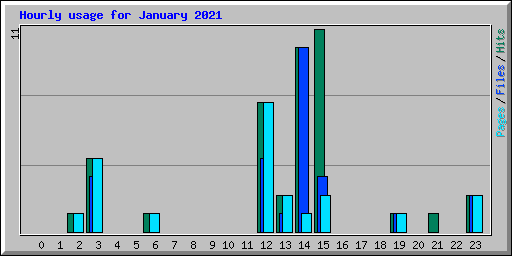 Hourly usage for January 2021
11
Pages/Files/Hits
0 1 2 3 4 5 6 7 8 9 10 11 12 13 14 15 16 17 18 19 20 21 22 23